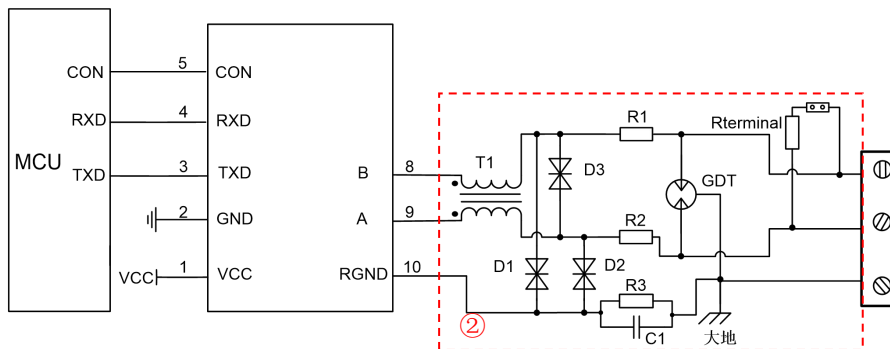 MCU
CON
RXD
TXD
5
4
3
2
1
VCC
CON
RXD
TXD
GND
VCC
B
A
RGND
8
9
10
T1
D1
D2
D3
R1
R2
R3
C1
GDT
Rterminal
大地
②